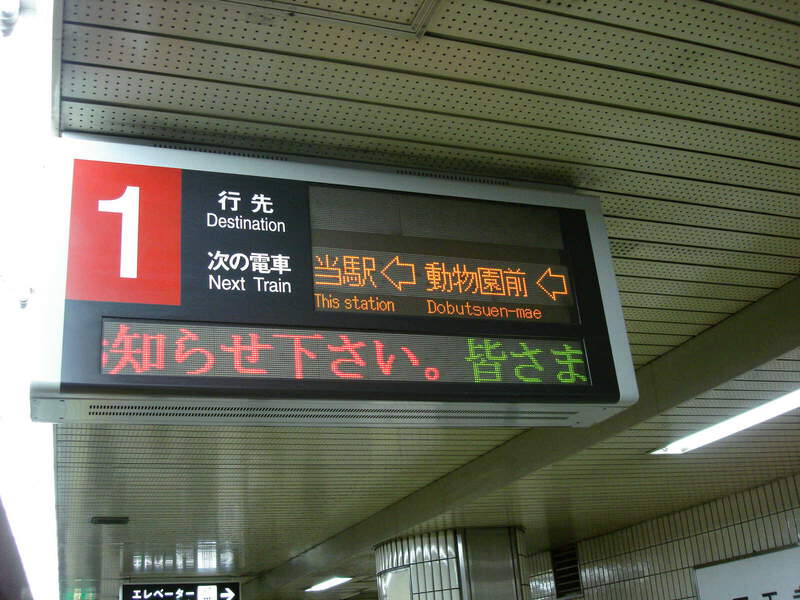 1
行先
Destination
次の電車
Next Train
当駅⇦ 動物園前⇦
This station Dobutsuen-mae
知らせ下さい。 皆さま
エレベーター →